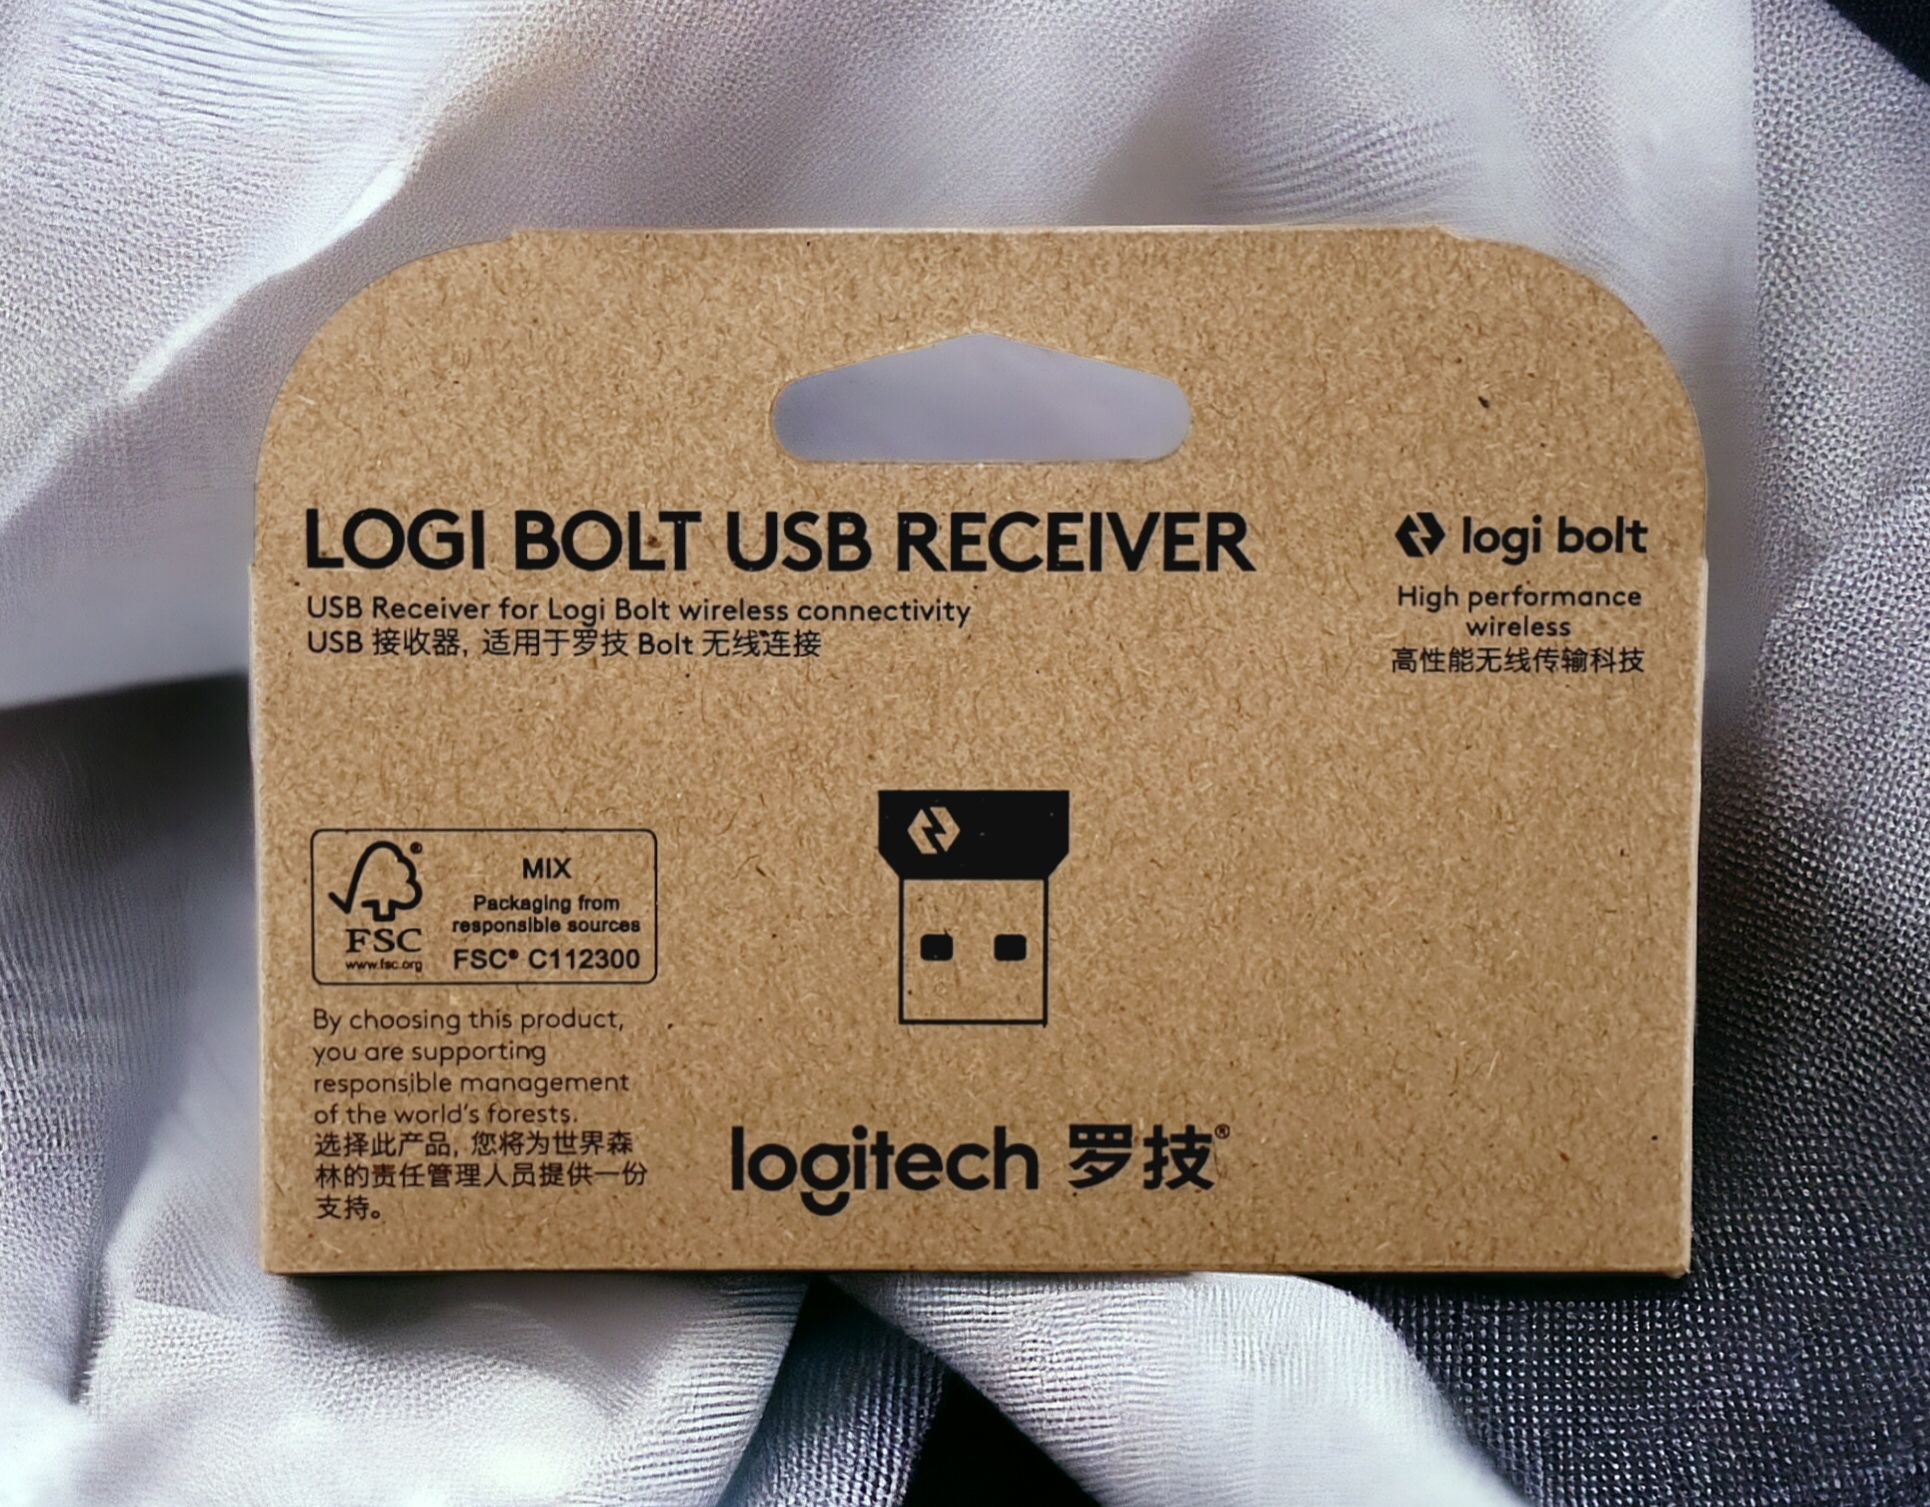 LOGI BOLT USB RECEIVER
USB Receiver for Logi Bolt wireless connectivity
USB 接收器, 适用于罗技 Bolt 无线连接
logi bolt
High performance
wireless
高性能无线传输科技
®
FSC
www.fsc.org
MIX
Packaging from
responsible sources
FSC® C112300
By choosing this product,
you are supporting
responsible management
of the world's forests.
选择此产品, 您将为世界森
林的责任管理人员提供一份
支持。
logitech 罗技®